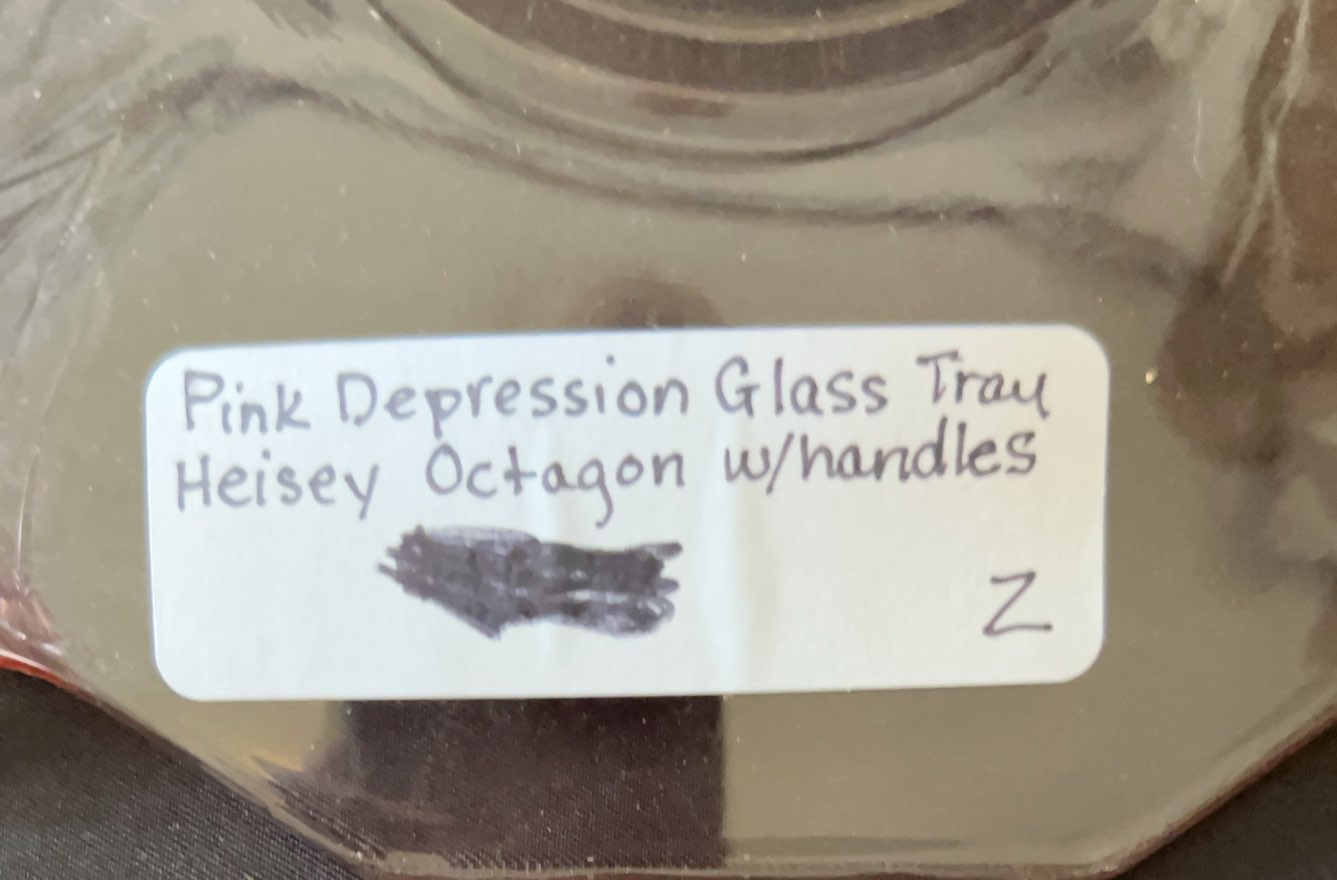 Pink Depression Glass Tray
Heisey Octagon w/handles
Z